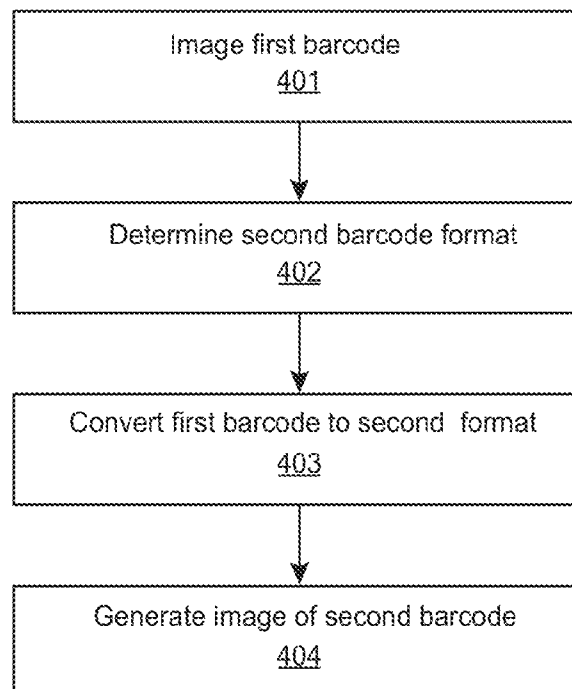 Image first barcode
401
Determine second barcode format
402
Convert first barcode to second format
403
Generate image of second barcode
404